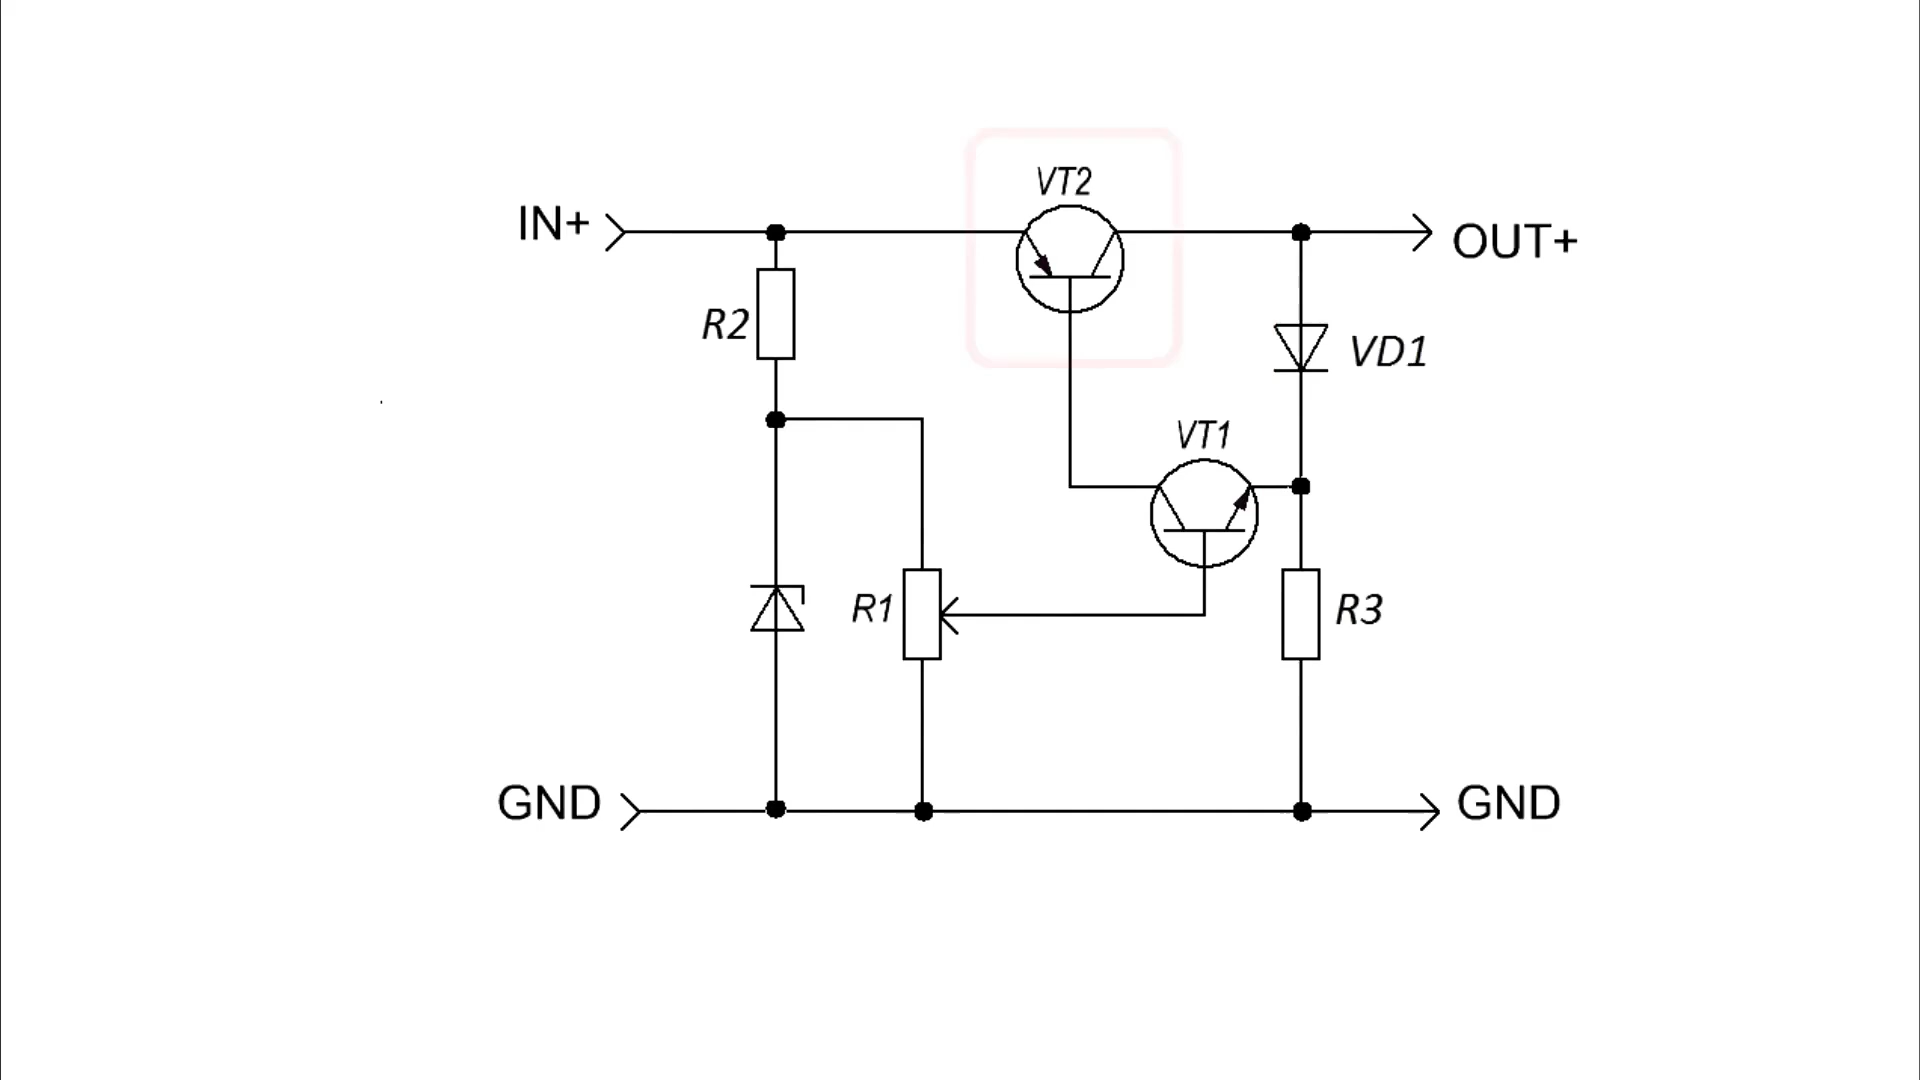 VT2
IN+
OUT+
R2
VD1
VT1
R1
R3
GND
GND